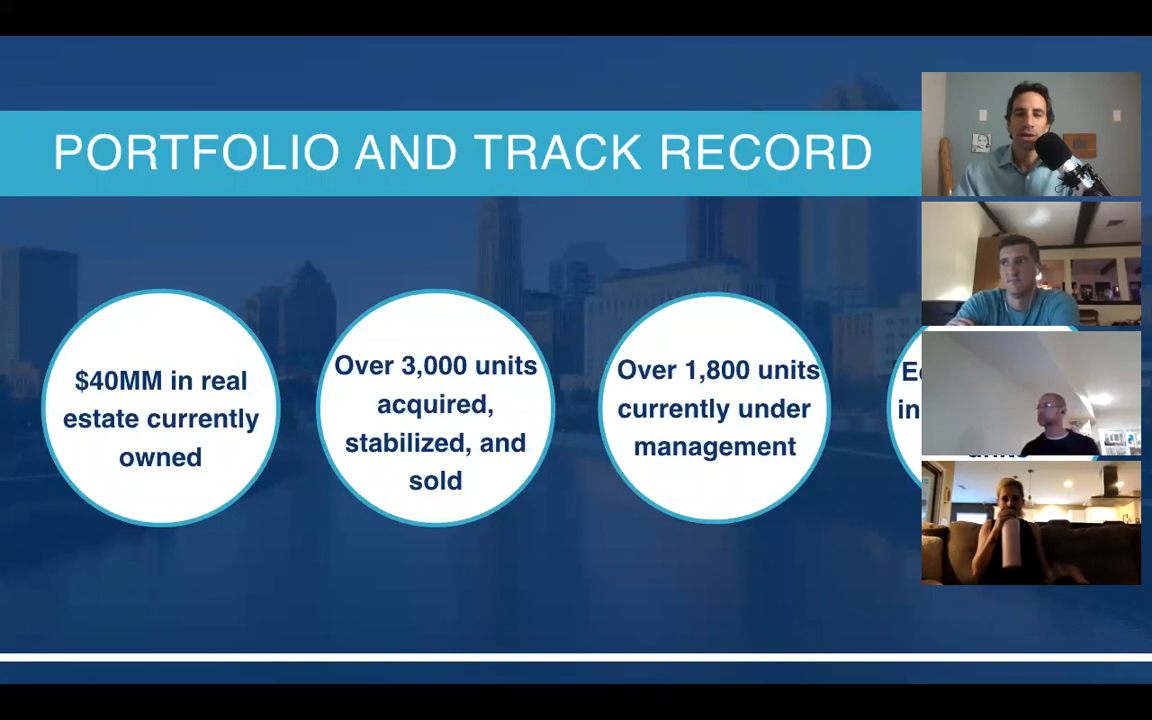 PORTFOLIO AND TRACK RECORD
$40MM in real
estate currently
owned
Over 3,000 units
acquired,
stabilized, and
sold
Over 1,800 units
currently under
management